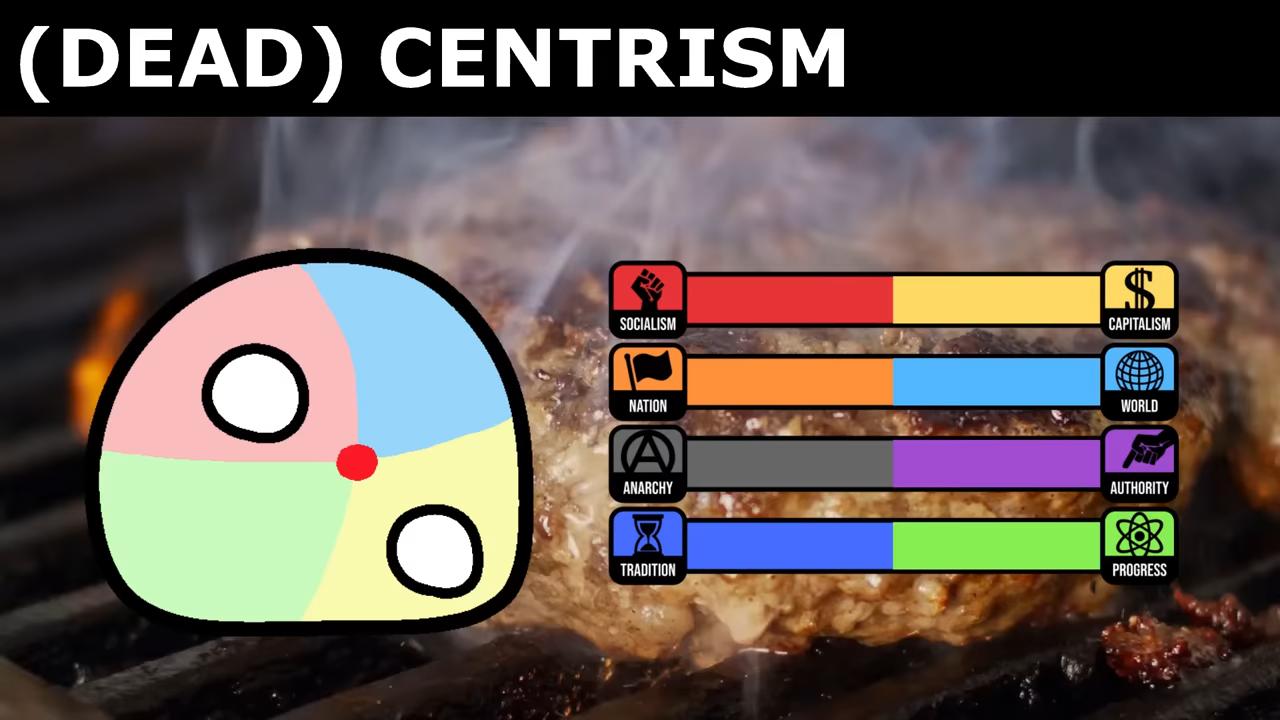 (DEAD) CENTRISM
SOCIALISM
CAPITALISM
NATION
WORLD
ANARCHY
AUTHORITY
TRADITION
PROGRESS